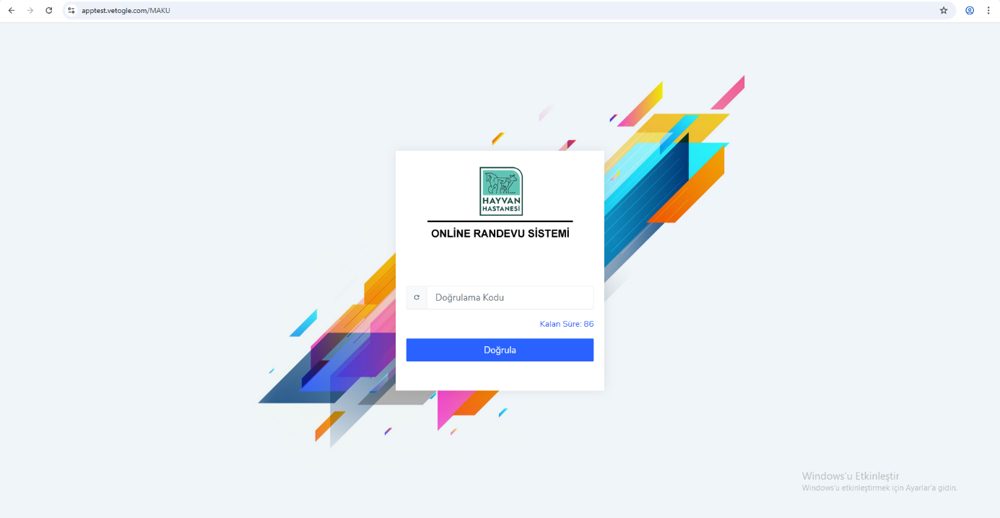 apptest.vetogle.com/MAKU
HAYVAN
HASTANESİ
ONLİNE RANDEVU SİSTEMİ
Doğrulama Kodu
Kalan Süre: 86
Doğrula
Windows'u Etkinleştir
Windows'u etkinleştirmek için Ayarlar'a gidin.